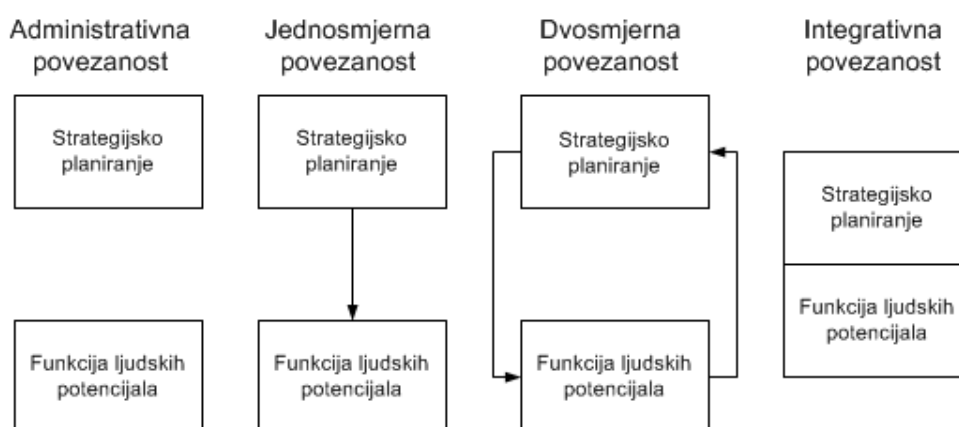 Administrativna
povezanost
Jednosmjerna
povezanost
Dvosmjerna
povezanost
Integrativna
povezanost
Strategijsko
planiranje
Strategijsko
planiranje
Strategijsko
planiranje
Strategijsko
planiranje
Funkcija ljudskih
potencijala
Funkcija ljudskih
potencijala
Funkcija ljudskih
potencijala
Funkcija ljudskih
potencijala